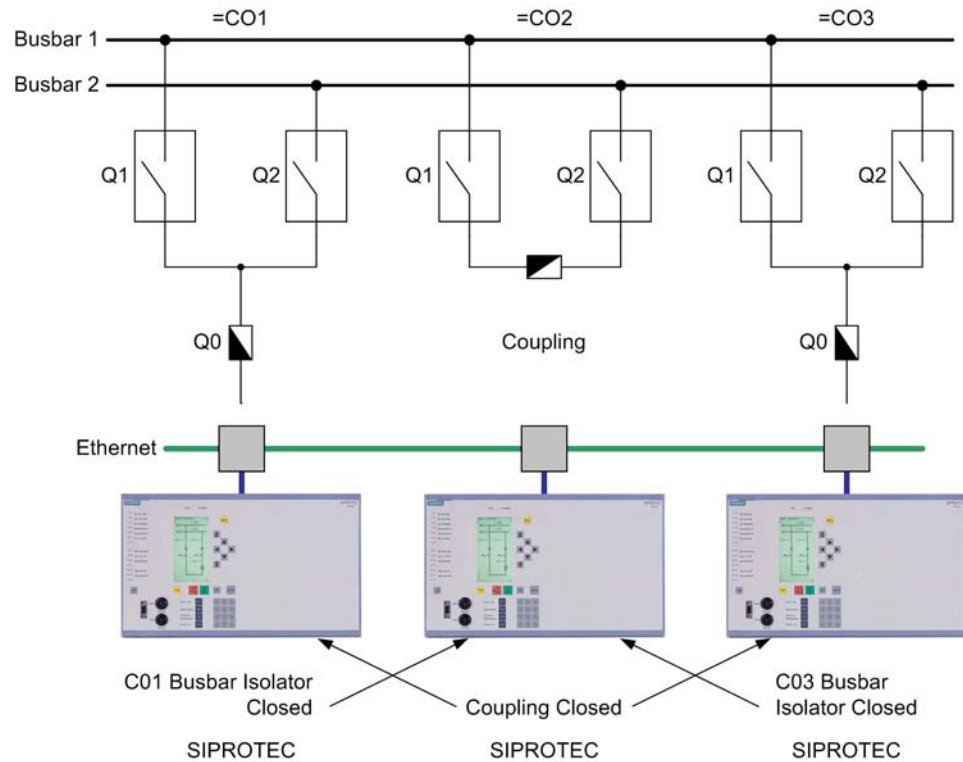 =CO1 =CO2 =CO3
Busbar 1
Busbar 2
Q1 Q2 Q1 Q2 Q1 Q2
Q0 Coupling Q0
Ethernet
C01 Busbar Isolator Coupling Closed C03 Busbar
Closed Isolator Closed
SIPROTEC SIPROTEC SIPROTEC